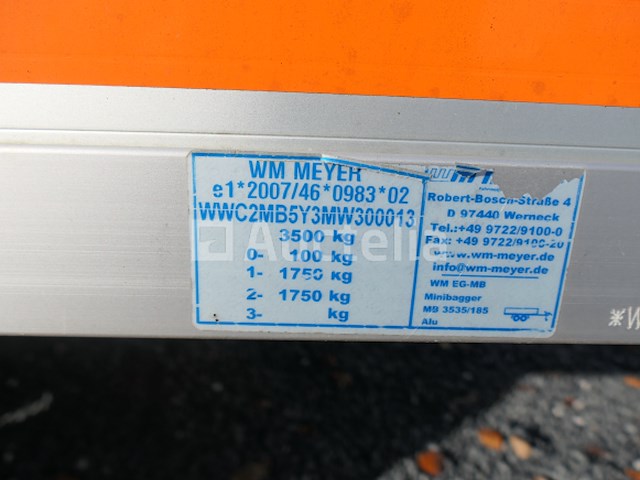 WM MEYER
e1*2007/46*0983*02
WWC2MB5Y3MW300013
3500 kg
0- 100 kg
1- 1750 kg
2- 1750 kg
3- kg
Robert-Bosch-Straße 4
D 97440 Werneck
Tel.:+49 9722/9100-0
Fax: +49 9722/9100-20
www.wm-meyer.de
info@wm-meyer.de
WM EG-MB
Minibagger
MB 3535/185
Alu
Auctelia